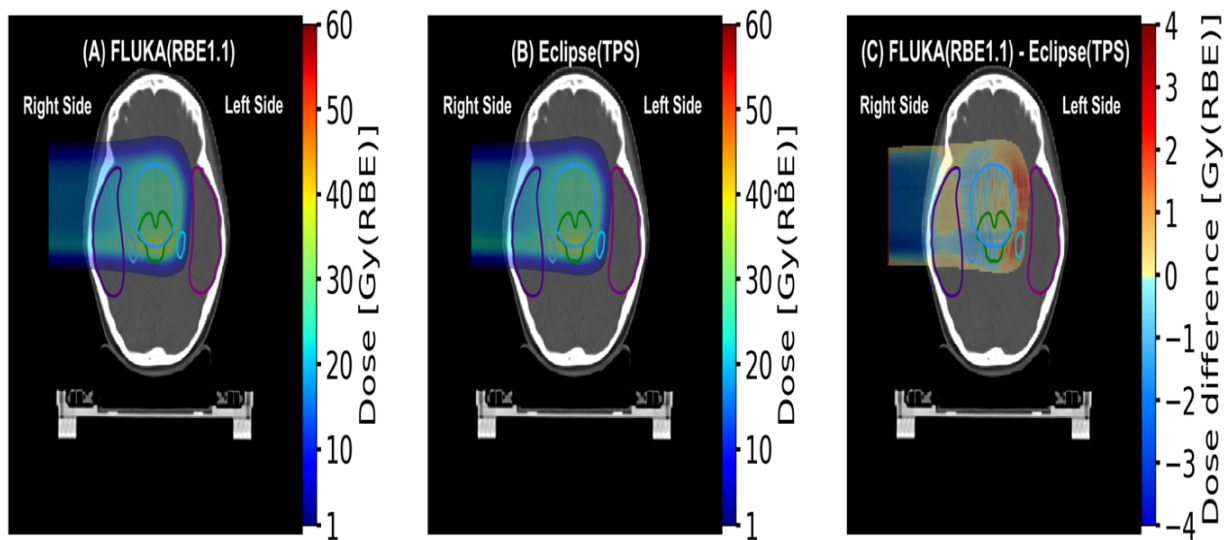 (A) FLUKA(RBE1.1)
Right Side
Left Side
60
50
40
30
20
10
1
Dose [Gy(RBE)]
(B) Eclipse(TPS)
Left Side
60
50
40
30
20
10
1
Dose [Gy(RBE)]
(C) FLUKA(RBE1.1) - Eclipse(TPS)
Right Side
Left Side
4
3
2
1
0
−1
−2
−3
−4
Dose difference [Gy(RBE)]